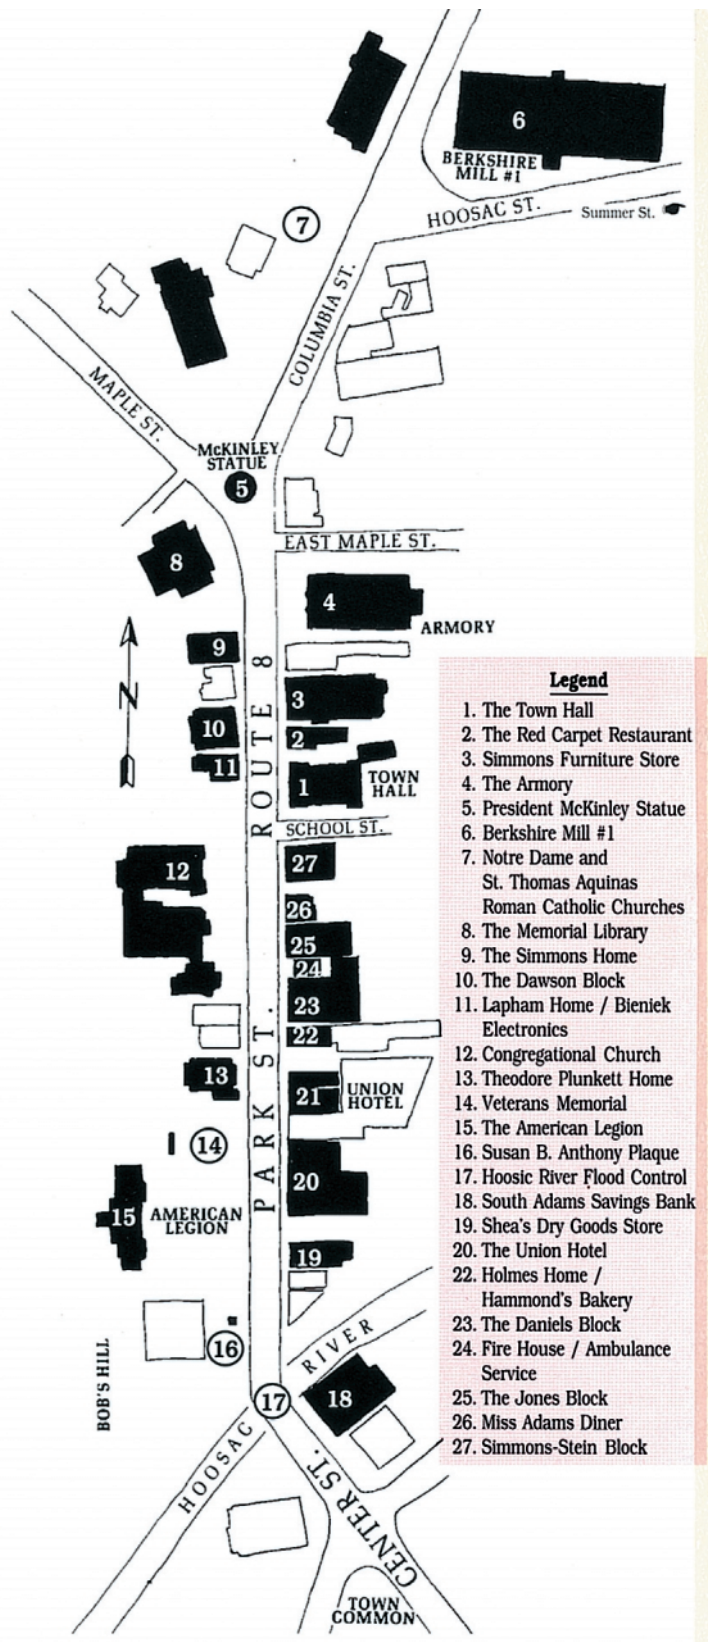 6
BERKSHIRE
MILL #1
HOOSAC ST.
Summer St.
7
COLUMBIA ST.
MAPLE ST.
McKINLEY
STATUE
5
EAST MAPLE ST.
8
4
ARMORY
9
N
ROUTE 8
3
10
2
11
1
TOWN
HALL
SCHOOL ST.
27
12
26
25
24
23
22
PARK ST.
13
21
UNION
HOTEL
14
20
15
AMERICAN
LEGION
19
RIVER
16
BOB'S HILL
17
18
HOOSAC
CENTER ST.
TOWN
COMMON
Legend
1. The Town Hall
2. The Red Carpet Restaurant
3. Simmons Furniture Store
4. The Armory
5. President McKinley Statue
6. Berkshire Mill #1
7. Notre Dame and
St. Thomas Aquinas
Roman Catholic Churches
8. The Memorial Library
9. The Simmons Home
10. The Dawson Block
11. Lapham Home / Bieniek
Electronics
12. Congregational Church
13. Theodore Plunkett Home
14. Veterans Memorial
15. The American Legion
16. Susan B. Anthony Plaque
17. Hoosic River Flood Control
18. South Adams Savings Bank
19. Shea's Dry Goods Store
20. The Union Hotel
22. Holmes Home /
Hammond's Bakery
23. The Daniels Block
24. Fire House / Ambulance
Service
25. The Jones Block
26. Miss Adams Diner
27. Simmons-Stein Block